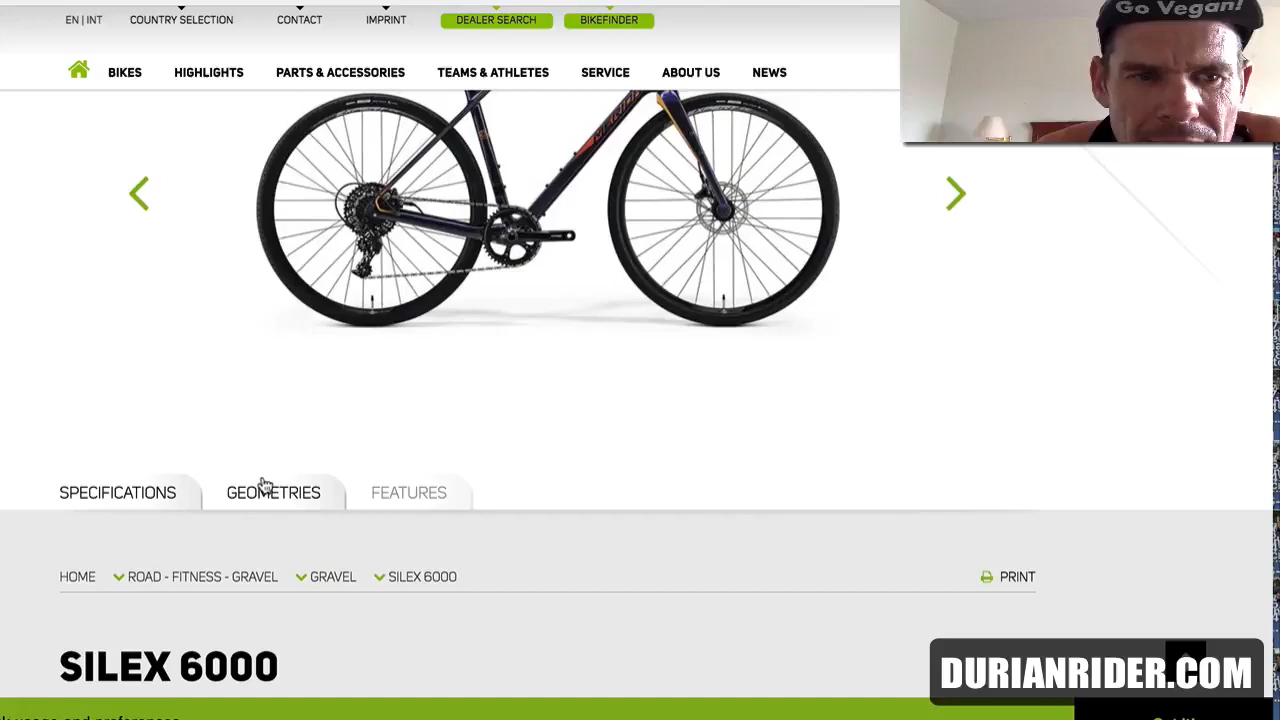 EN | INT COUNTRY SELECTION CONTACT IMPRINT DEALER SEARCH BIKEFINDER
Go Vegan!
BIKES HIGHLIGHTS PARTS & ACCESSORIES TEAMS & ATHLETES SERVICE ABOUT US NEWS
SPECIFICATIONS GEOMETRIES FEATURES
HOME ROAD - FITNESS - GRAVEL GRAVEL SILEX 6000 PRINT
SILEX 6000
DURIANRIDER.COM